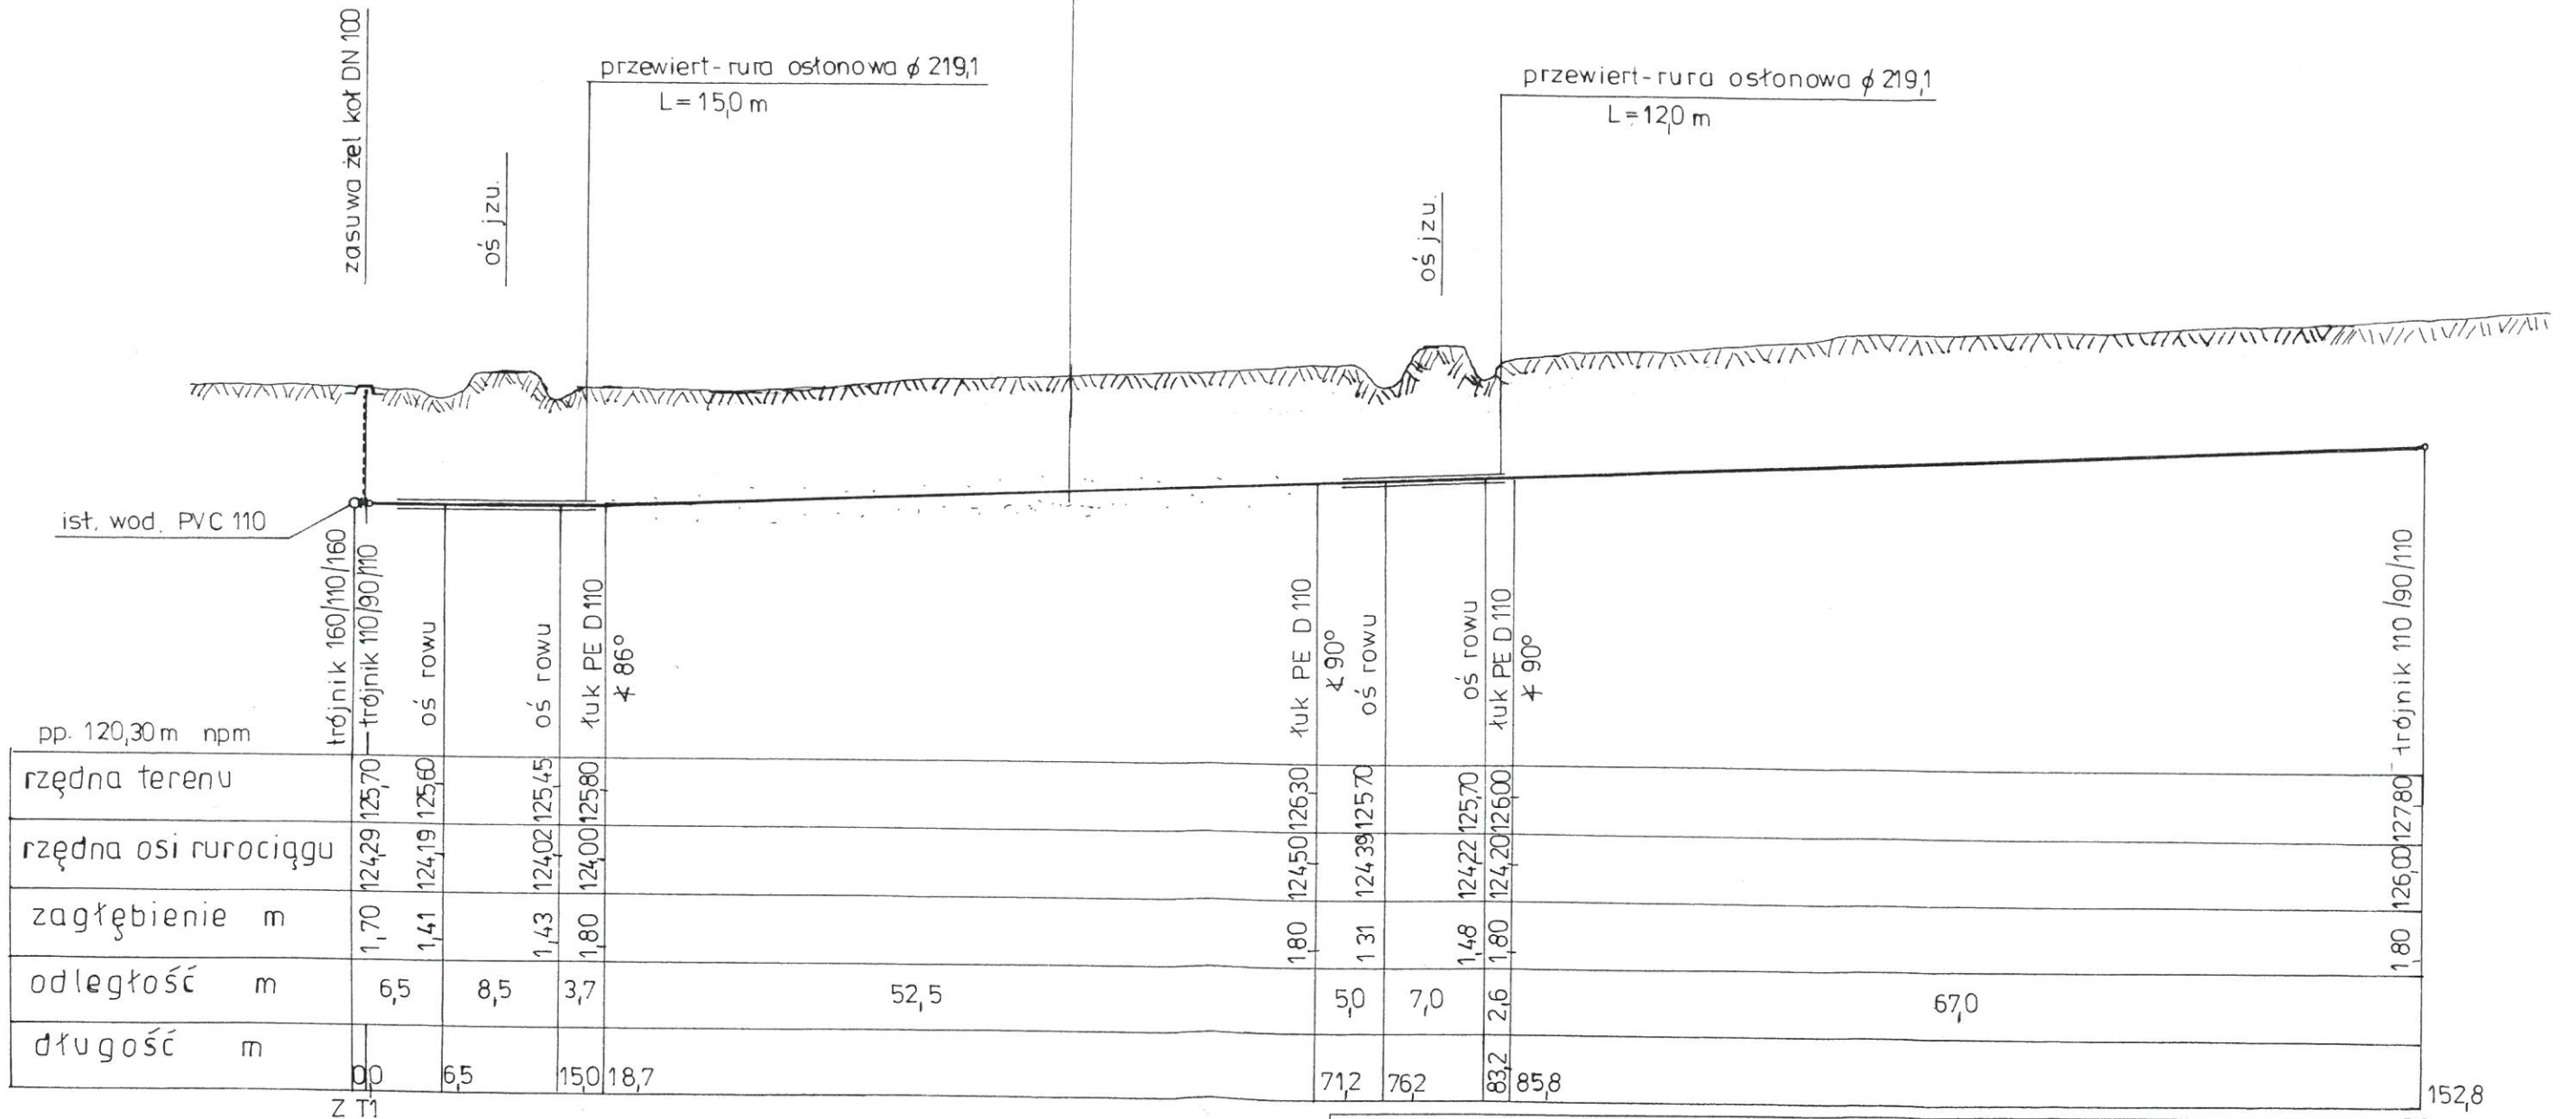 zasuwa żel koł DN 100
oś jzu.
przewiert-rura osłonowa ϕ 219,1
L=15,0 m
oś jzu.
przewiert-rura osłonowa ϕ 219,1
L=12,0 m
ist. wod. PVC 110
trójnik 160/110/160
trójnik 110/90/110
oś rowu
oś rowu
łuk PE D 110
∢ 86°
łuk PE D 110
∢ 90°
oś rowu
oś rowu
łuk PE D 110
∢ 90°
trójnik 110/90/110
pp. 120,30 m npm
rzędna terenu 125,70 125,60 125,45 125,80 126,30 125,70 125,70 126,00 127,80
rzędna osi rurociągu 124,29 124,19 124,02 124,00 124,50 124,39 124,22 124,20 126,00
zagłębienie m 1,70 1,41 1,43 1,80 1,80 1 31 1,48 1,80 1,80
odległość m 6,5 8,5 3,7 52,5 5,0 7,0 2,6 67,0
długość m 0,0 6,5 15,0 18,7 71,2 76,2 83,2 85,8 152,8
Z T1